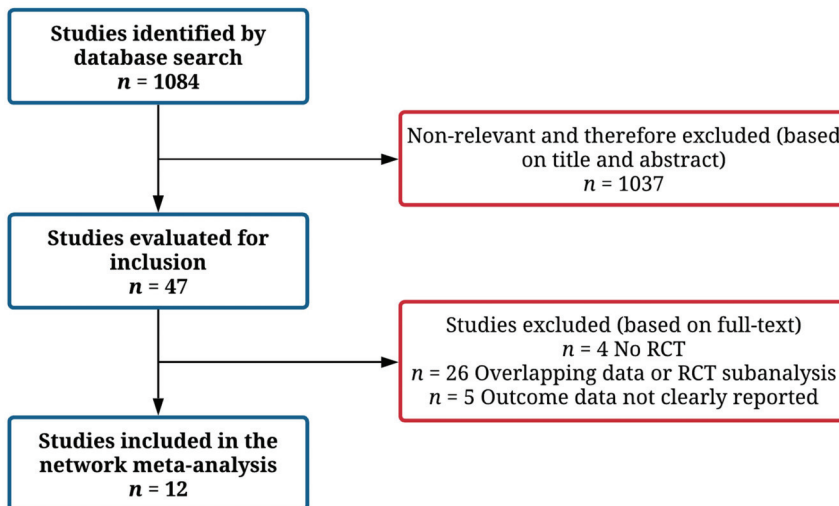 Studies identified by
database search
n = 1084
Non-relevant and therefore excluded (based
on title and abstract)
n = 1037
Studies evaluated for
inclusion
n = 47
Studies excluded (based on full-text)
n = 4 No RCT
n = 26 Overlapping data or RCT subanalysis
n = 5 Outcome data not clearly reported
Studies included in the
network meta-analysis
n = 12